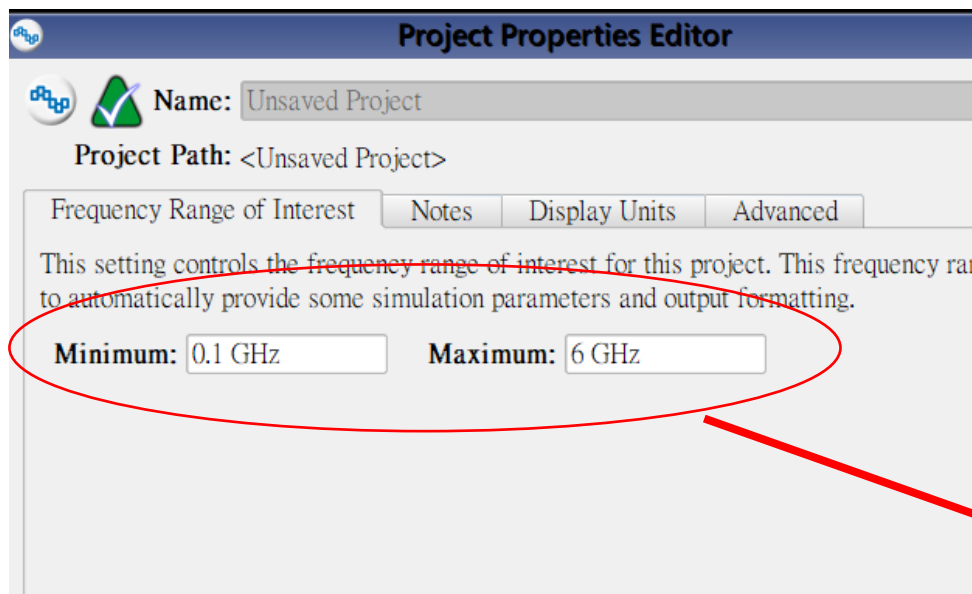 Project Properties Editor
Name: Unsaved Project
Project Path: <Unsaved Project>
Frequency Range of Interest Notes Display Units Advanced
This setting controls the frequency range of interest for this project. This frequency
to automatically provide some simulation parameters and output formatting.
Minimum: 0.1 GHz Maximum: 6 GHz